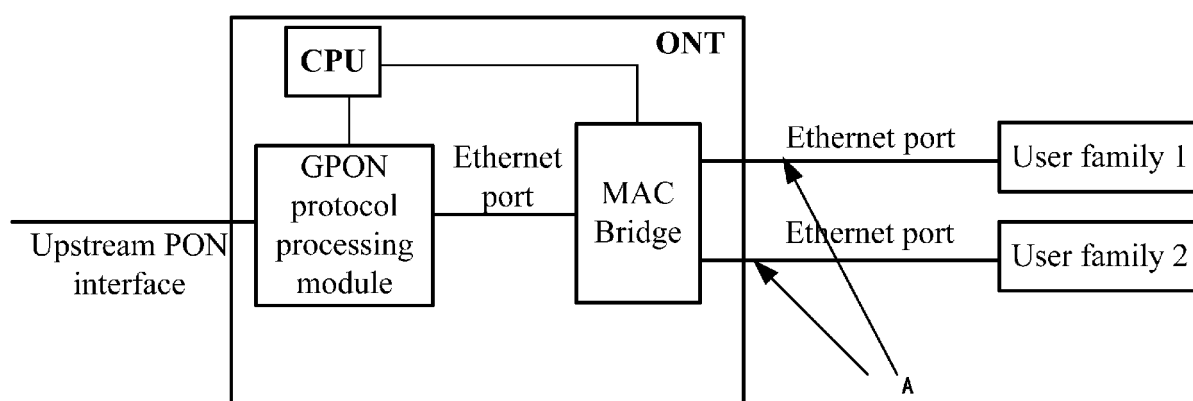 ONT
CPU
GPON
protocol
processing
module
Ethernet
port
MAC
Bridge
Ethernet port
User family 1
Ethernet port
User family 2
Upstream PON
interface
A